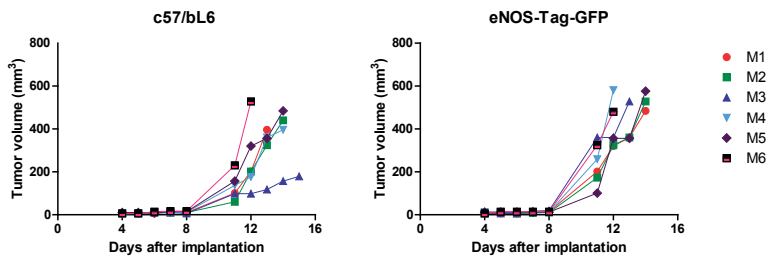 c57/bL6
eNOS-Tag-GFP
Tumor volume (mm³)
800
600
400
200
0
0
4
8
12
16
Days after implantation
Tumor volume (mm³)
800
600
400
200
0
0
4
8
12
16
Days after implantation
M1
M2
M3
M4
M5
M6